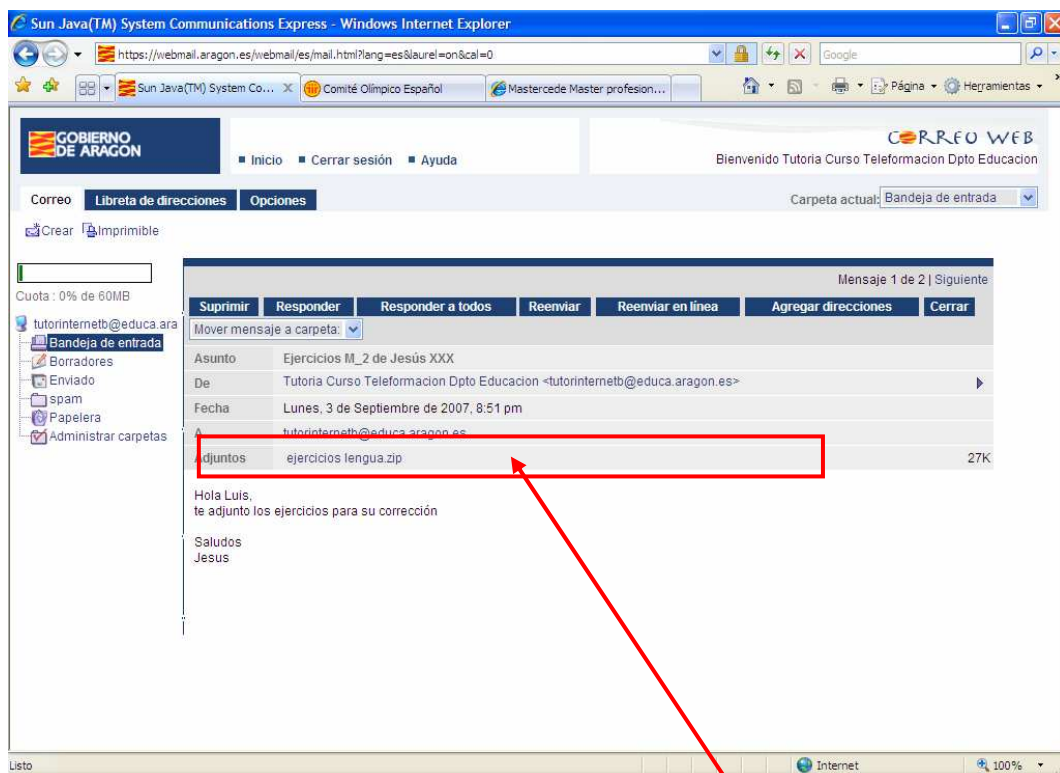 Sun Java(TM) System Communications Express - Windows Internet Explorer
https://webmail.aragon.es/webmail/es/mail.html?lang=es&laurel=on&cal=0
Google
Sun Java(TM) System Co... Comité Olímpico Español Mastercede Master profesion... Página Herramientas
GOBIERNO
DE ARAGON
Inicio Cerrar sesión Ayuda
CORREO WEB
Bienvenido Tutoria Curso Teleformacion Dpto Educacion
Correo Libreta de direcciones Opciones Carpeta actual: Bandeja de entrada
Crear Imprimible
Cuota : 0% de 60MB
tutorinternetb@educa.ara
Bandeja de entrada
Borradores
Enviado
spam
Papelera
Administrar carpetas
Mensaje 1 de 2 | Siguiente
Suprimir Responder Responder a todos Reenviar Reenviar en línea Agregar direcciones Cerrar
Mover mensaje a carpeta:
Asunto Ejercicios M_2 de Jesús XXX
De Tutoria Curso Teleformacion Dpto Educacion <tutorinternetb@educa.aragon.es>
Fecha Lunes, 3 de Septiembre de 2007, 8:51 pm
A tutorinternetb@educa.aragon.es
Adjuntos ejercicios lengua.zip 27K
Hola Luis,
te adjunto los ejercicios para su corrección
Saludos
Jesus
Listo Internet 100%